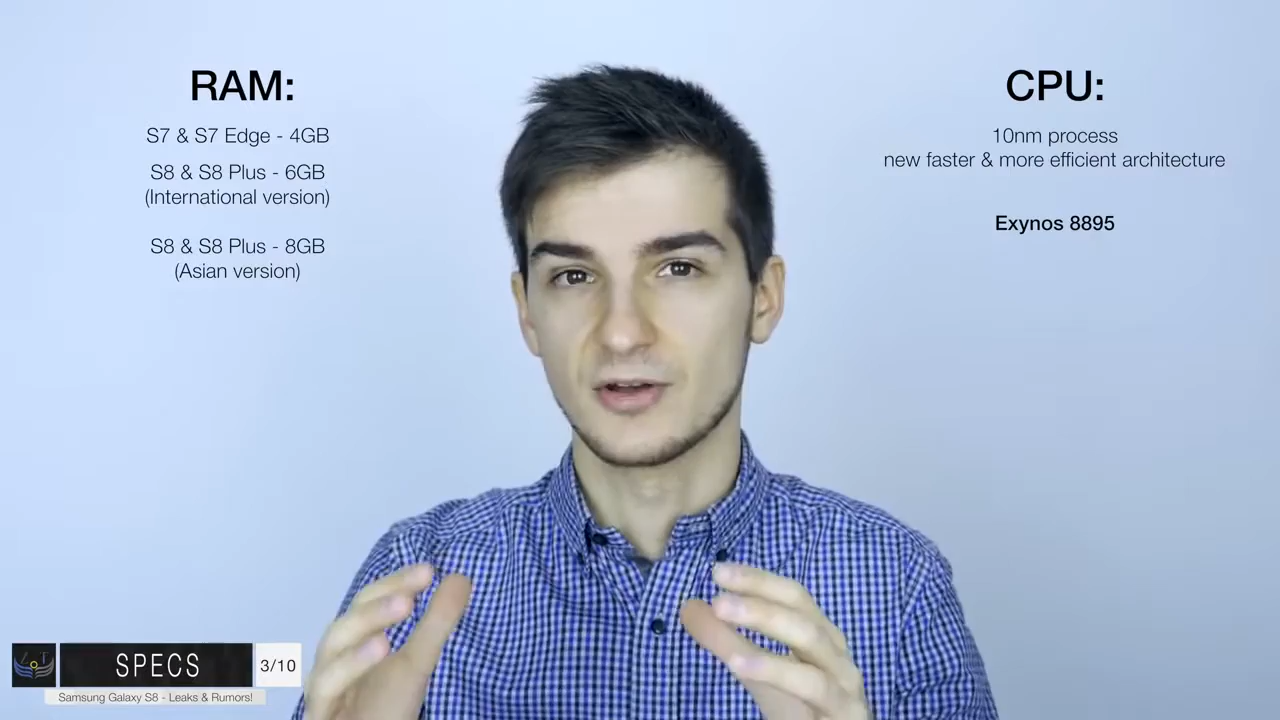 RAM:
S7 & S7 Edge - 4GB
S8 & S8 Plus - 6GB
(International version)
S8 & S8 Plus - 8GB
(Asian version)
CPU:
10nm process
new faster & more efficient architecture
Exynos 8895
SPECS
3/10
Samsung Galaxy S8 - Leaks & Rumors!